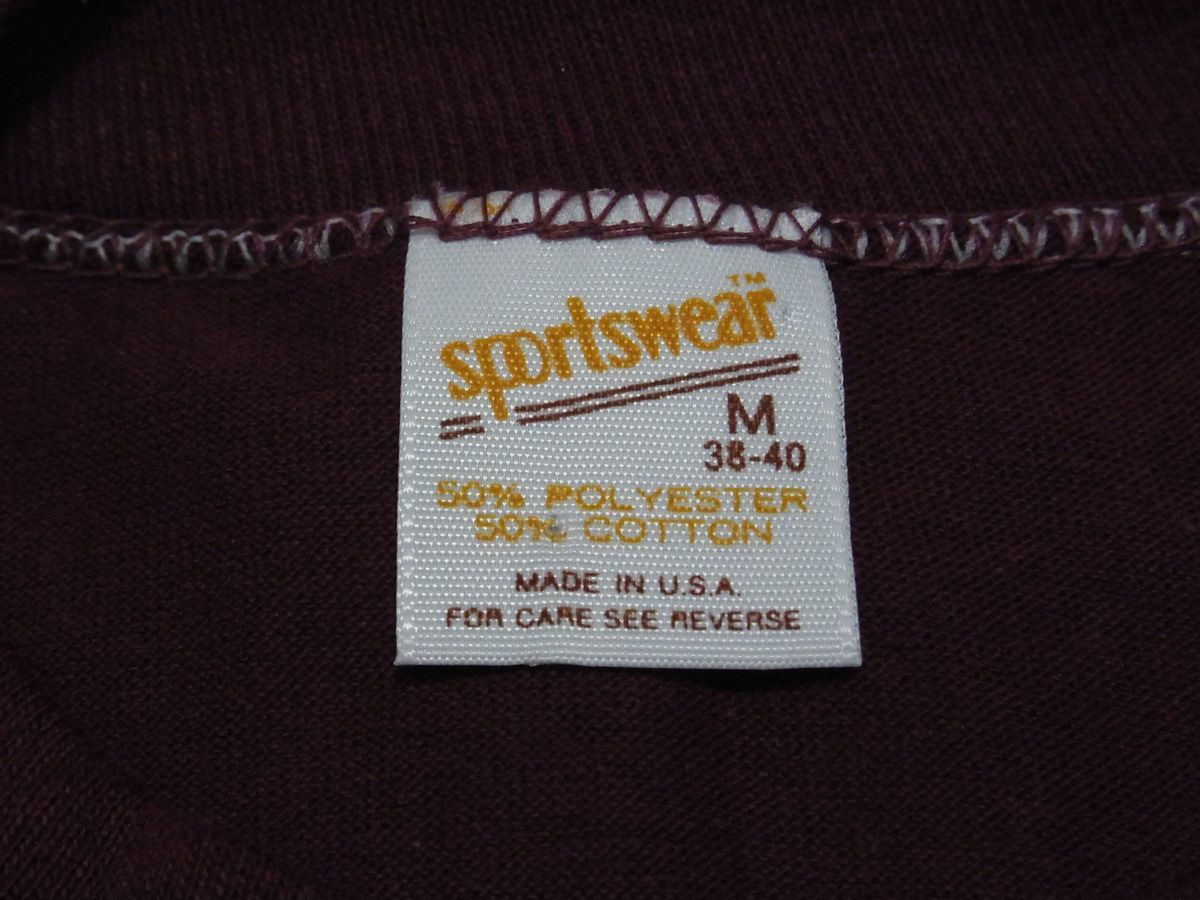 sportswear™
M
38-40
50% POLYESTER
50% COTTON
MADE IN U.S.A.
FOR CARE SEE REVERSE